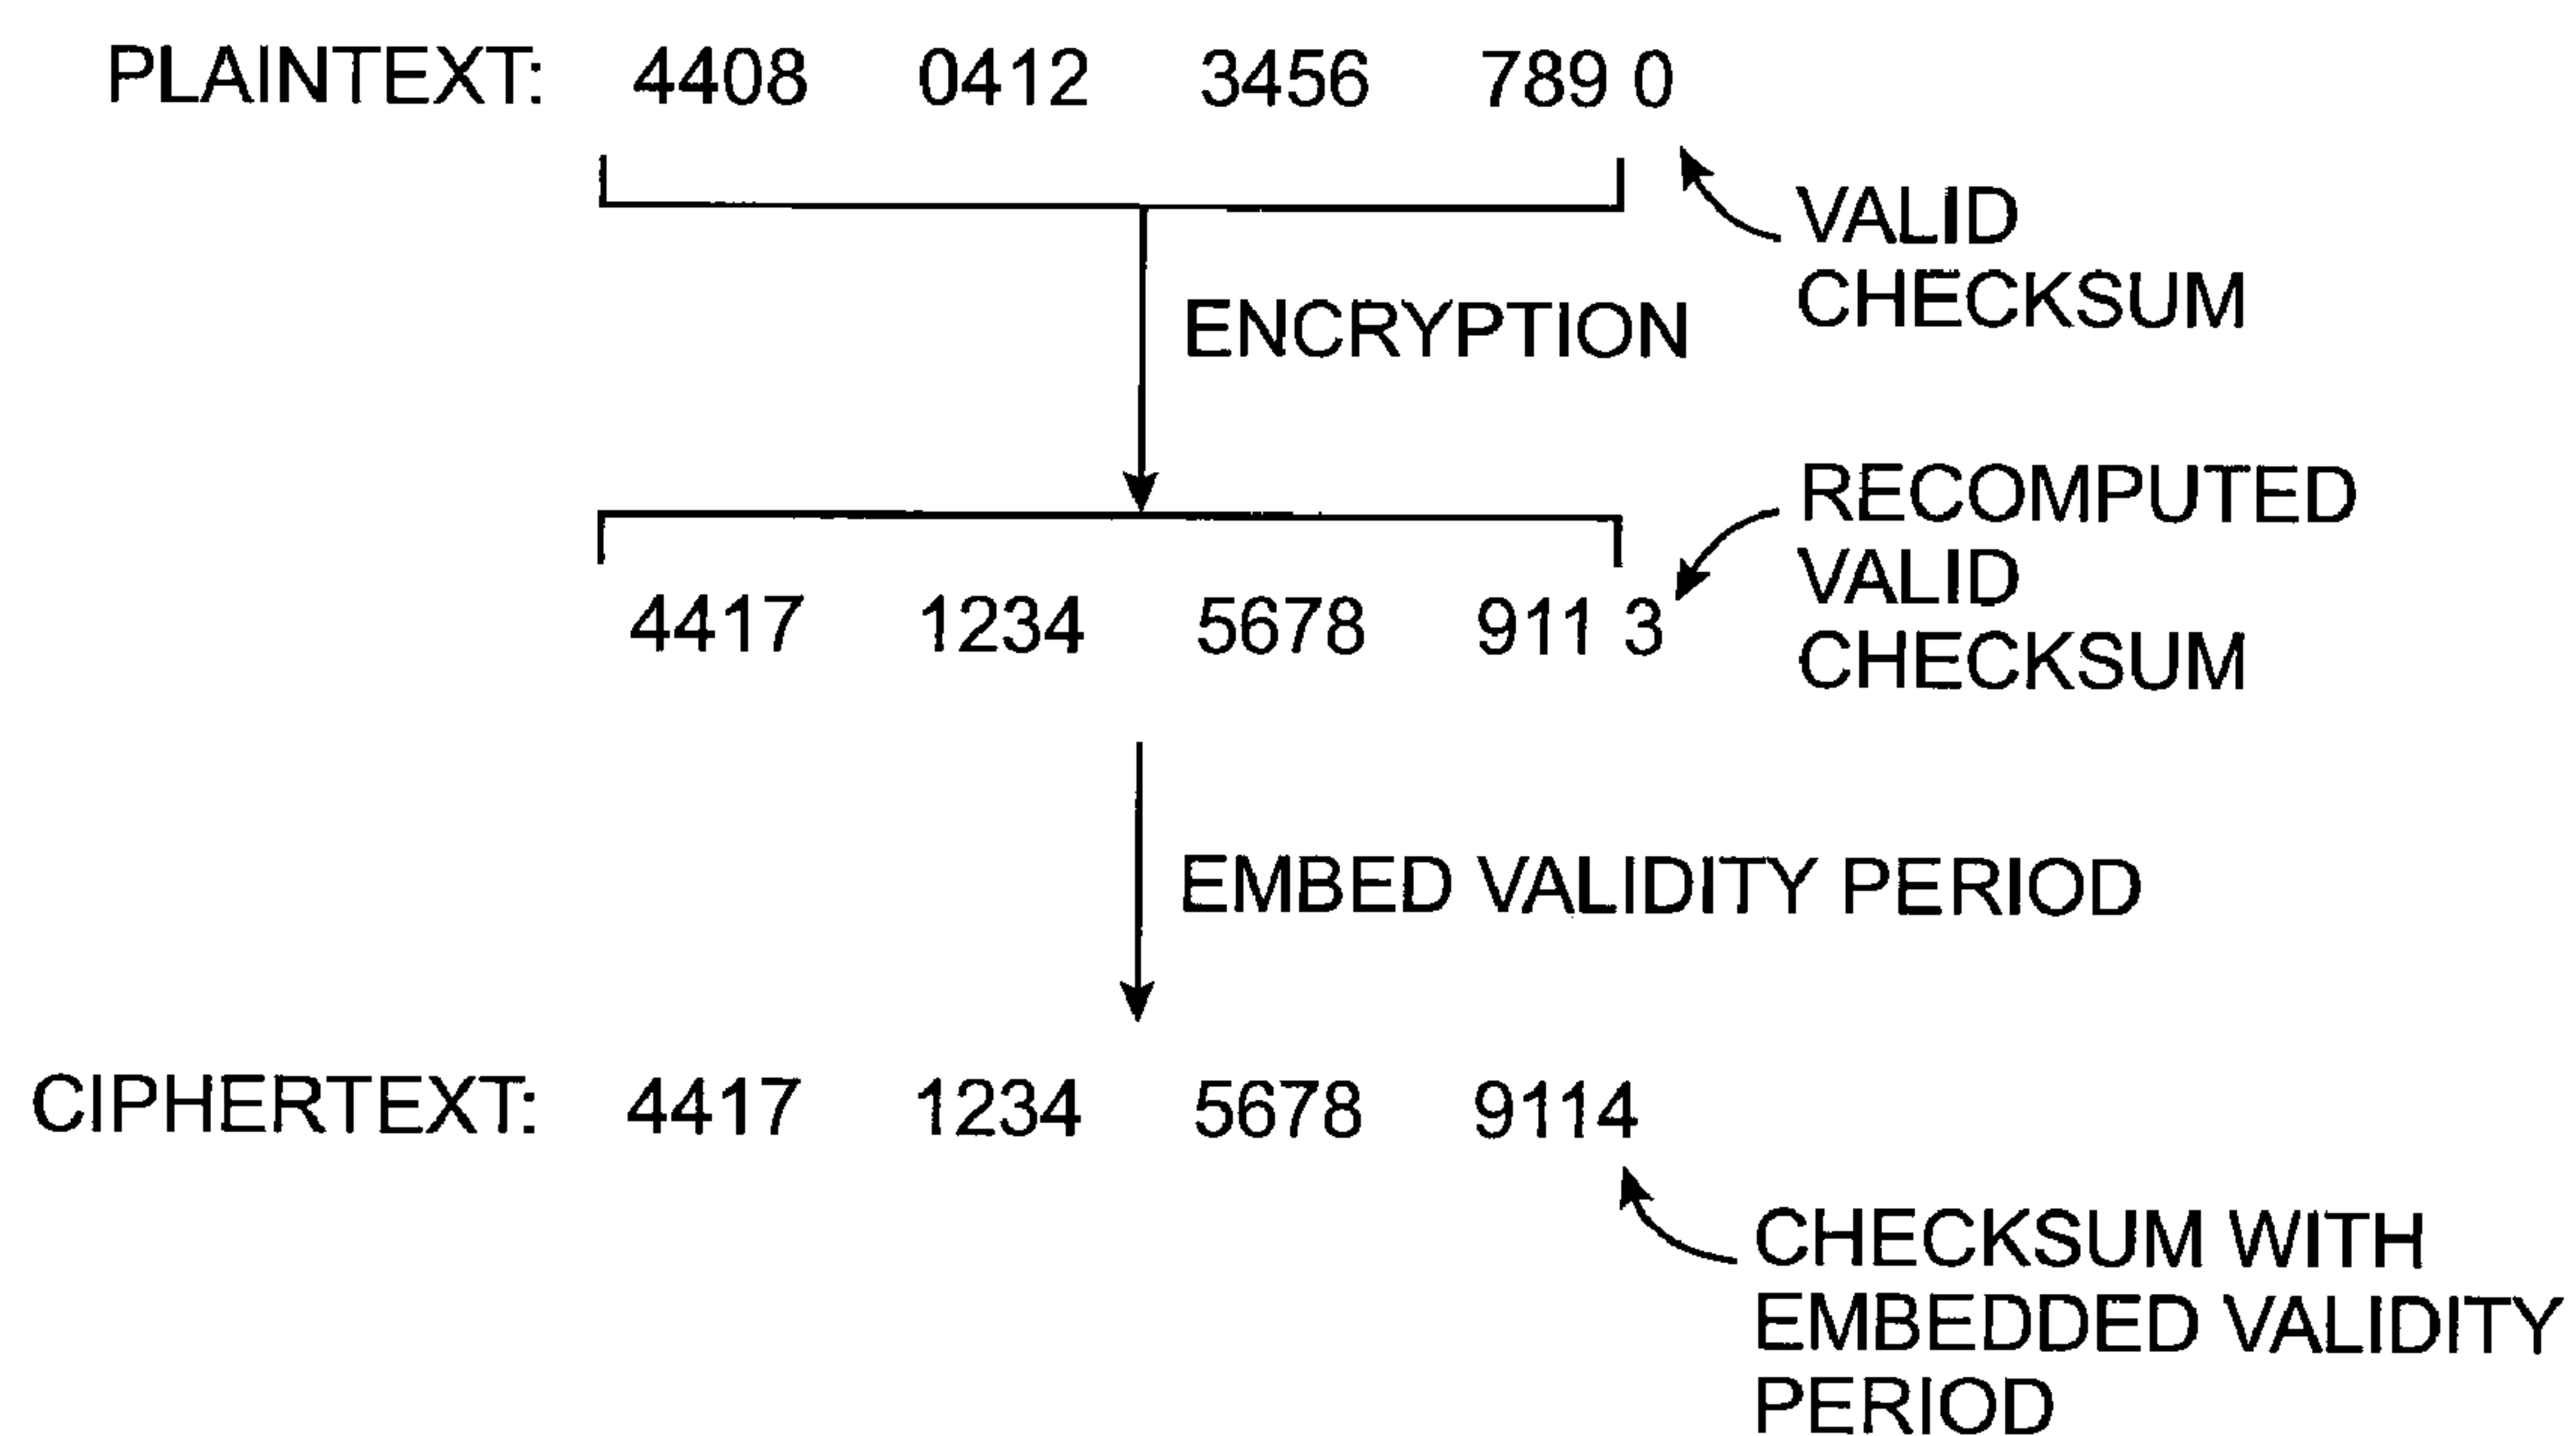 PLAINTEXT: 4408 0412 3456 789 0
VALID
CHECKSUM
ENCRYPTION
RECOMPUTED
VALID
CHECKSUM
4417 1234 5678 911 3
EMBED VALIDITY PERIOD
CIPHERTEXT: 4417 1234 5678 9114
CHECKSUM WITH
EMBEDDED VALIDITY
PERIOD